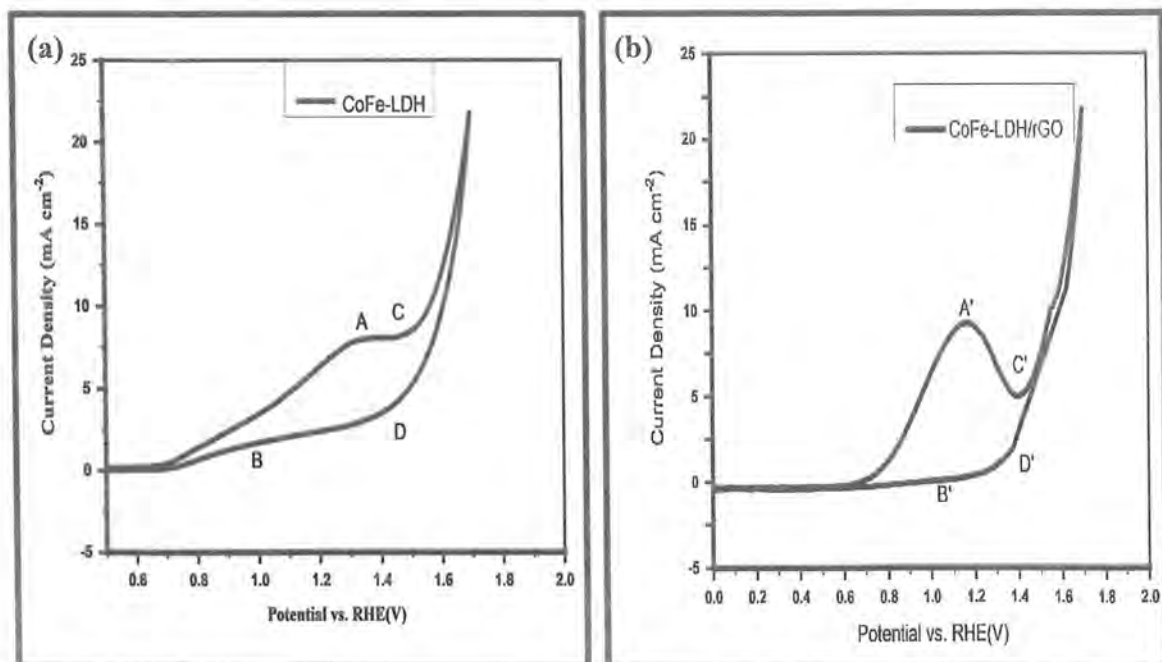 (a)
25
20
15
10
5
0
-5
CoFe-LDH
A
C
B
D
0.6 0.8 1.0 1.2 1.4 1.6 1.8 2.0
Current Density (mA cm⁻²)
Potential vs. RHE(V)
(b)
25
20
15
10
5
0
-5
CoFe-LDH/rGO
A'
C'
B'
D'
0.0 0.2 0.4 0.6 0.8 1.0 1.2 1.4 1.6 1.8 2.0
Current Density (mA cm⁻²)
Potential vs. RHE(V)